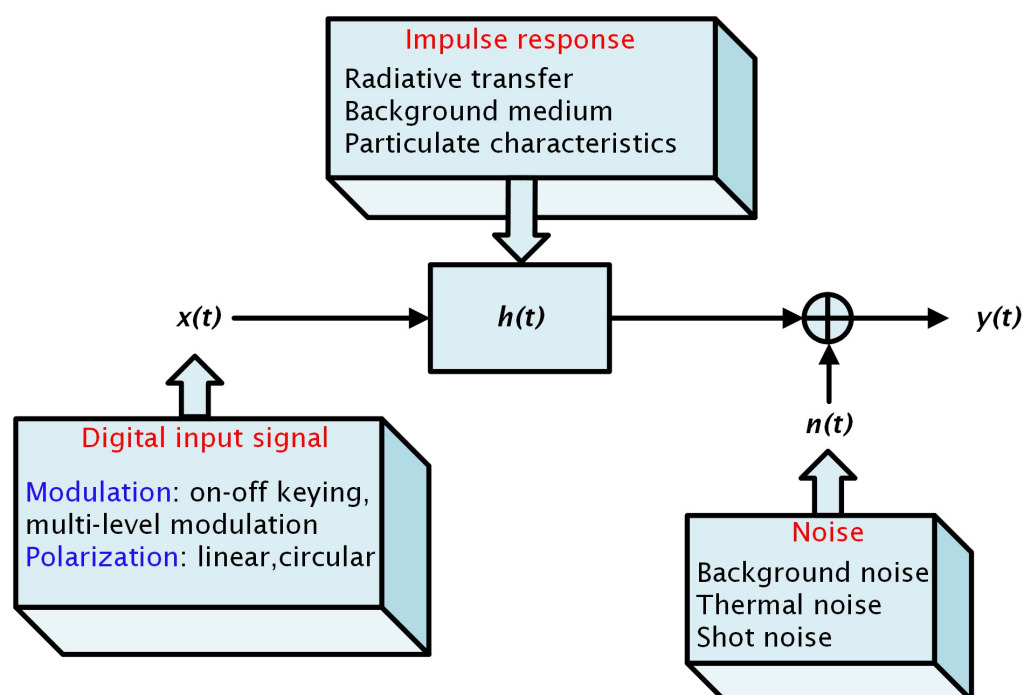 Impulse response
Radiative transfer
Background medium
Particulate characteristics
x(t)
h(t)
y(t)
n(t)
Digital input signal
Modulation: on-off keying,
multi-level modulation
Polarization: linear,circular
Noise
Background noise
Thermal noise
Shot noise